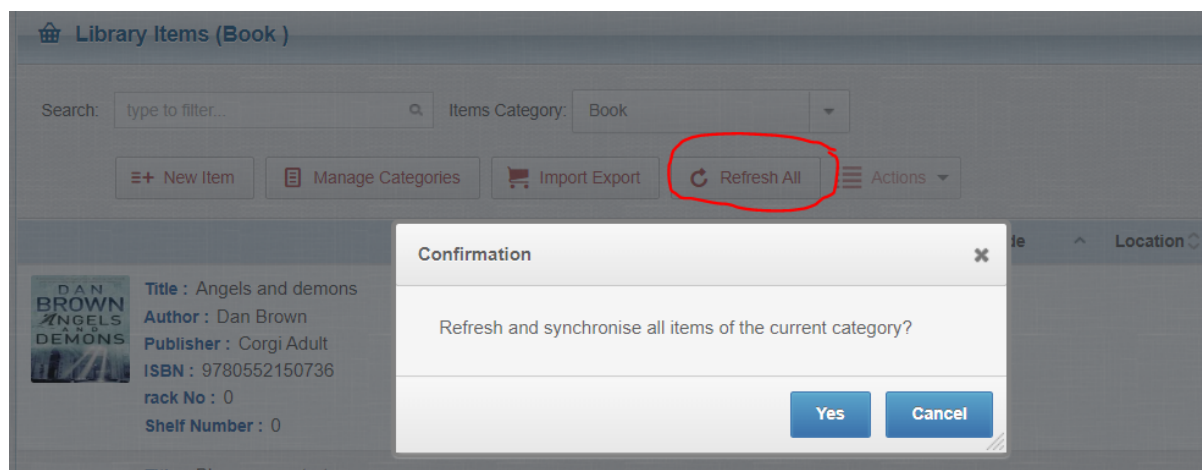 Library Items (Book )
Search: type to filter... Items Category: Book
New Item Manage Categories Import Export Refresh All Actions
Location
Confirmation
Refresh and synchronise all items of the current category?
Yes Cancel
DAN
BROWN
ANGELS
AND
DEMONS
Title : Angels and demons
Author : Dan Brown
Publisher : Corgi Adult
ISBN : 9780552150736
rack No : 0
Shelf Number : 0